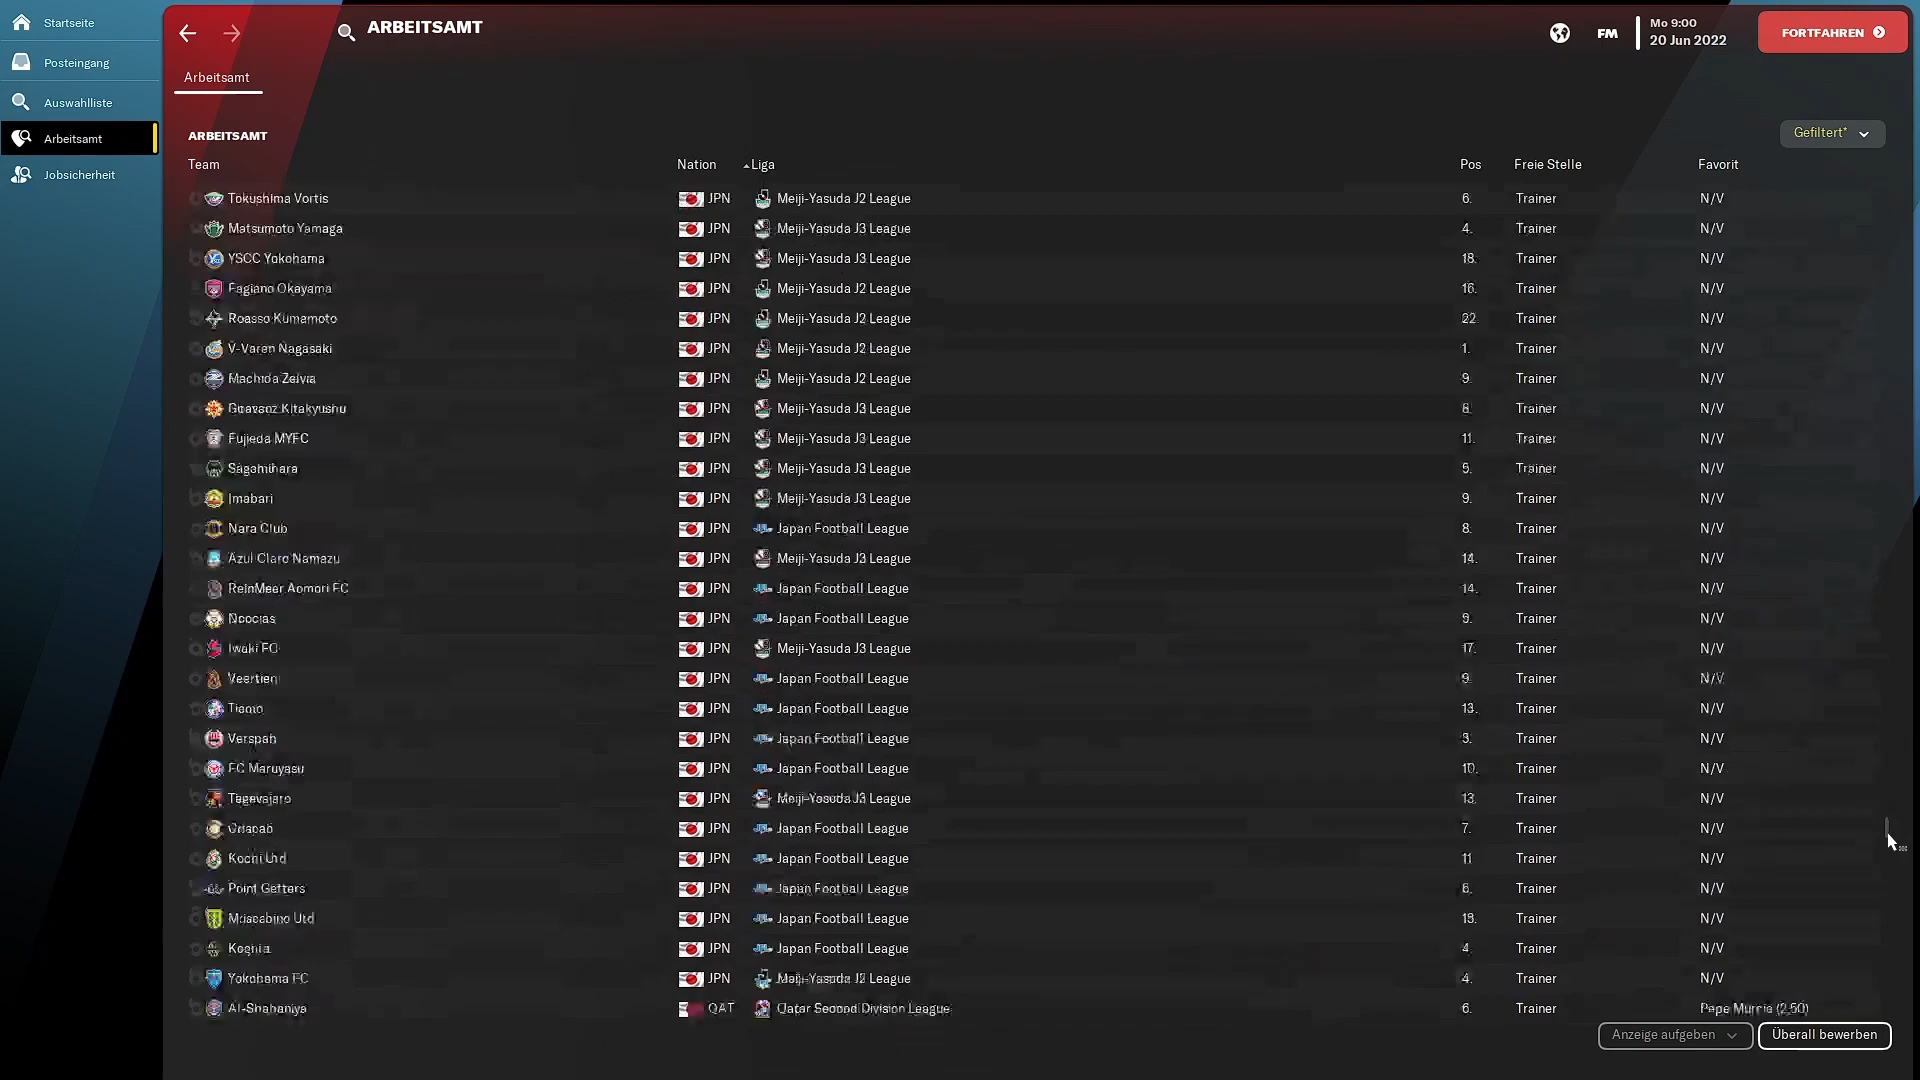 Startseite
Posteingang
Auswahlliste
Arbeitsamt
Jobsicherheit
ARBEITSAMT
FM
Mo 9:00
20 Jun 2022
FORTFAHREN
Arbeitsamt
ARBEITSAMT
Gefiltert*
Team Nation Liga Pos Freie Stelle Favorit
Tokushima Vortis JPN Meiji-Yasuda J2 League 6. Trainer N/V
Matsumoto Yamaga JPN Meiji-Yasuda J3 League 4. Trainer N/V
YSCC Yokohama JPN Meiji-Yasuda J3 League 18. Trainer N/V
Fagiano Okayama JPN Meiji-Yasuda J2 League 16. Trainer N/V
Roasso Kumamoto JPN Meiji-Yasuda J2 League 22. Trainer N/V
V-Varen Nagasaki JPN Meiji-Yasuda J2 League 1. Trainer N/V
Machida Zelvia JPN Meiji-Yasuda J2 League 9. Trainer N/V
Kitakyushu JPN Meiji-Yasuda J3 League Trainer N/V
Fujieda MYFC JPN Meiji-Yasuda J3 League 11. Trainer N/V
Sagamihara JPN Meiji-Yasuda J3 League 5. Trainer N/V
Imabari JPN Meiji-Yasuda J3 League 9. Trainer N/V
Nara Club JPN Japan Football League 8. Trainer N/V
Azul Claro Numazu JPN Meiji-Yasuda J3 League 14. Trainer N/V
ReinMeer Aomori FC JPN Japan Football League 14. Trainer N/V
JPN Japan Football League Trainer N/V
Iwaki FC JPN Meiji-Yasuda J3 League 17. Trainer N/V
Veertien JPN Japan Football League 9. Trainer N/V
Tiamo JPN Japan Football League 13. Trainer N/V
Verspah JPN Japan Football League 3. Trainer N/V
FC Maruyasu JPN Japan Football League 10. Trainer N/V
Tegevajaro JPN Meiji-Yasuda J3 League 13. Trainer N/V
JPN Japan Football League 7. Trainer N/V
Kochi Utd JPN Japan Football League 11 Trainer N/V
Point Getters JPN Japan Football League 6. Trainer N/V
Musashino Utd JPN Japan Football League Trainer N/V
JPN Japan Football League 4. Trainer N/V
Yokohama FC JPN Meiji-Yasuda League 4. Trainer N/V
Al-Shahaniya QAT Qatar Second Division League 6. Trainer Pepe Murcia (2.50)
Anzeige aufgeben
Überall bewerben